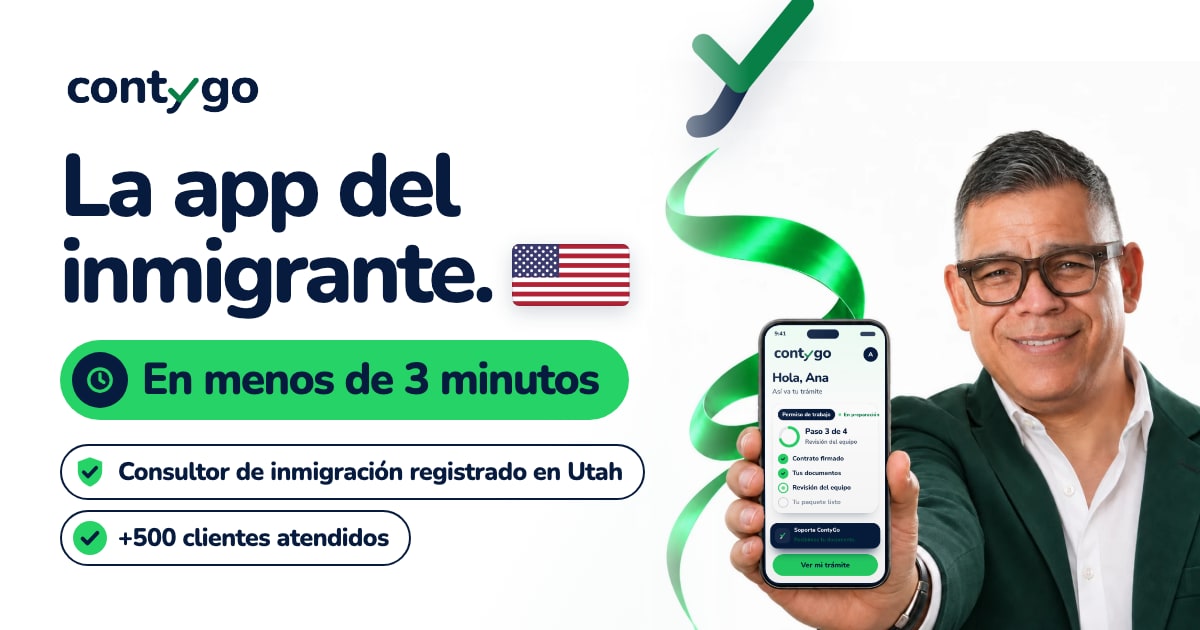 contygo
La app del
inmigrante.
En menos de 3 minutos
Consultor de inmigración registrado en Utah
+500 clientes atendidos
9:41
contygo
A
Hola, Ana
Así va tu trámite
Permiso de trabajo
En preparación
Paso 3 de 4
Revisión del equipo
Contrato firmado
Tus documentos
Revisión del equipo
Tu paquete listo
Soporte ContyGo
Ver mi trámite